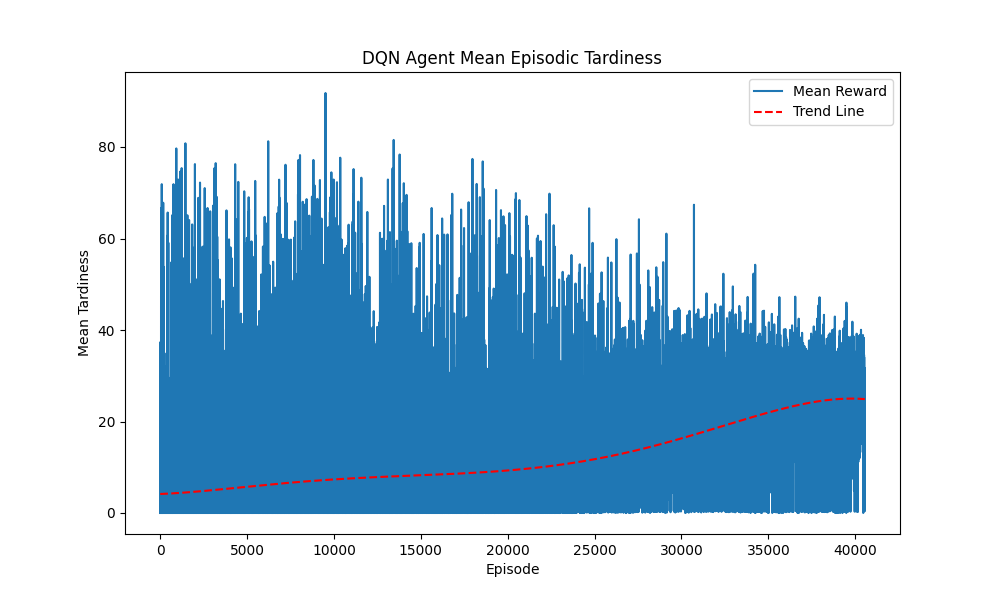 DQN Agent Mean Episodic Tardiness
Mean Reward
Trend Line
80
60
40
20
0
Mean Tardiness
0 5000 10000 15000 20000 25000 30000 35000 40000
Episode